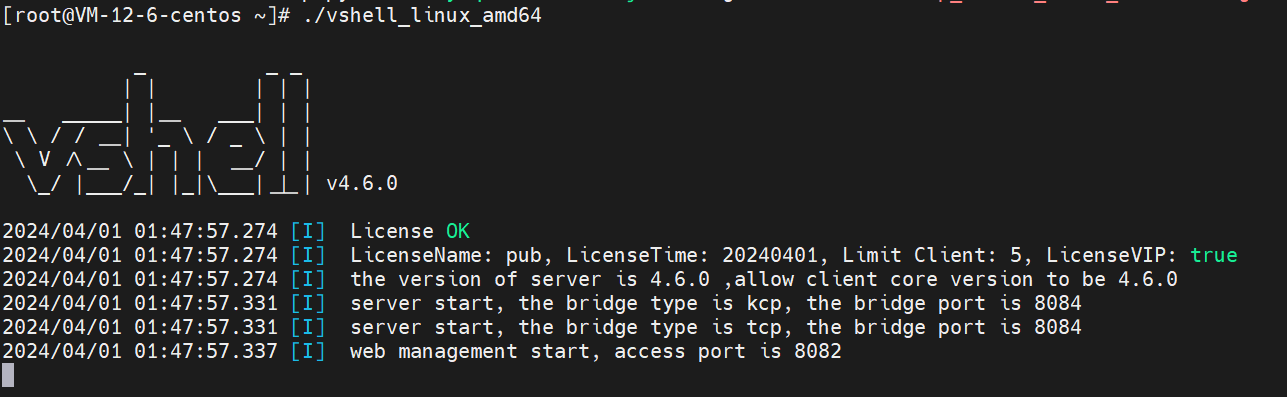 [root@VM-12-6-centos ~]# ./vshell_linux_amd64
vshell v4.6.0
2024/04/01 01:47:57.274 [I] License OK
2024/04/01 01:47:57.274 [I] LicenseName: pub, LicenseTime: 20240401, Limit Client: 5, LicenseVIP: true
2024/04/01 01:47:57.274 [I] the version of server is 4.6.0 ,allow client core version to be 4.6.0
2024/04/01 01:47:57.331 [I] server start, the bridge type is kcp, the bridge port is 8084
2024/04/01 01:47:57.331 [I] server start, the bridge type is tcp, the bridge port is 8084
2024/04/01 01:47:57.337 [I] web management start, access port is 8082